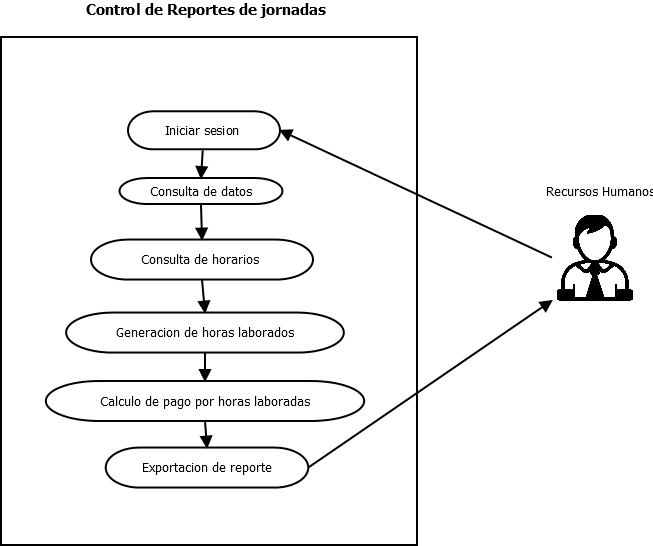 Control de Reportes de jornadas
Iniciar sesion
Consulta de datos
Recursos Humanos
Consulta de horarios
Generacion de horas laborados
Calculo de pago por horas laboradas
Exportacion de reporte